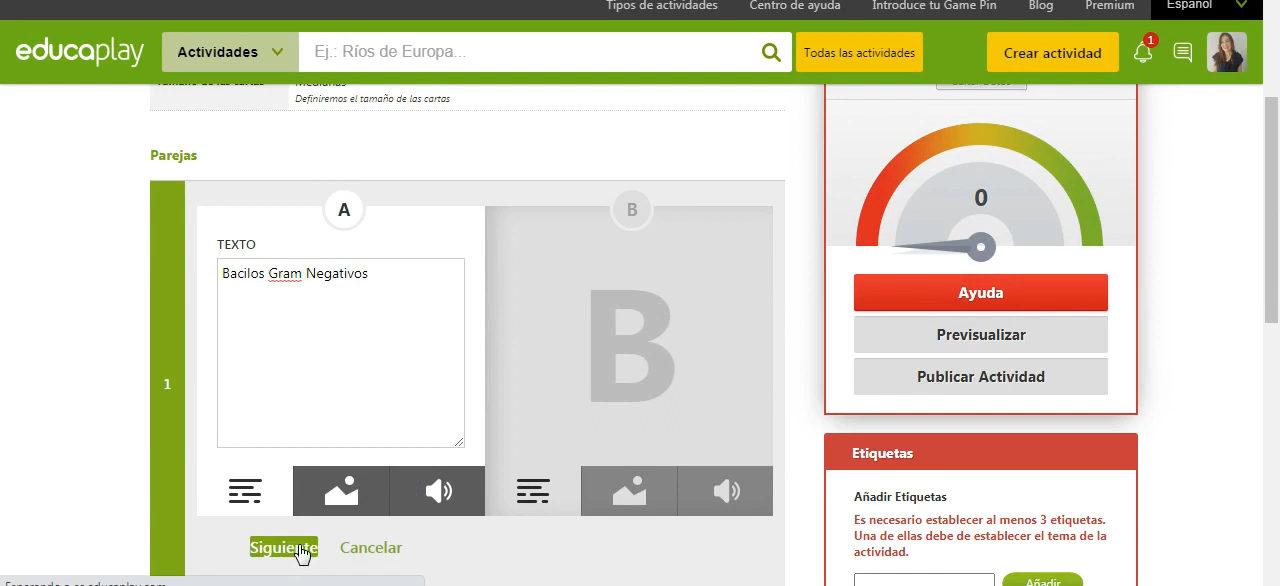 Tipos de actividades Centro de ayuda Introduce tu Game Pin Blog Premium Español
educaplay Actividades Ej.: Ríos de Europa... Todas las actividades Crear actividad 1
Definiremos el tamaño de las cartas
Parejas
A
B
TEXTO
Bacilos Gram Negativos
B
1
Siguiente Cancelar
0
Ayuda
Previsualizar
Publicar Actividad
Etiquetas
Añadir Etiquetas
Es necesario establecer al menos 3 etiquetas.
Una de ellas debe de establecer el tema de la
actividad.
Añadir